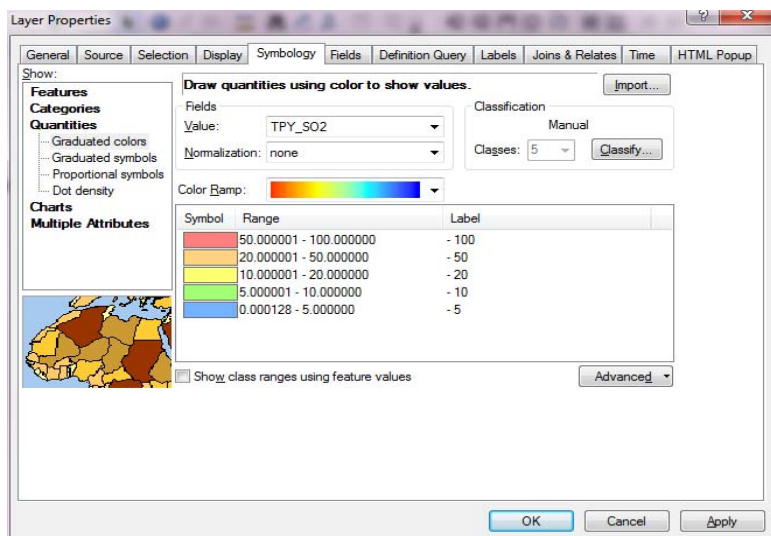 Layer Properties
General Source Selection Display Symbology Fields Definition Query Labels Joins & Relates Time HTML Popup
Show:
Features
Categories
Quantities
Graduated colors
Graduated symbols
Proportional symbols
Dot density
Charts
Multiple Attributes
Draw quantities using color to show values.
Import...
Fields
Value: TPY_SO2
Normalization: none
Classification
Manual
Classes: 5 Classify...
Color Ramp:
Symbol Range Label
50.000001 - 100.000000 - 100
20.000001 - 50.000000 - 50
10.000001 - 20.000000 - 20
5.000001 - 10.000000 - 10
0.000128 - 5.000000 - 5
Show class ranges using feature values
Advanced
OK Cancel Apply